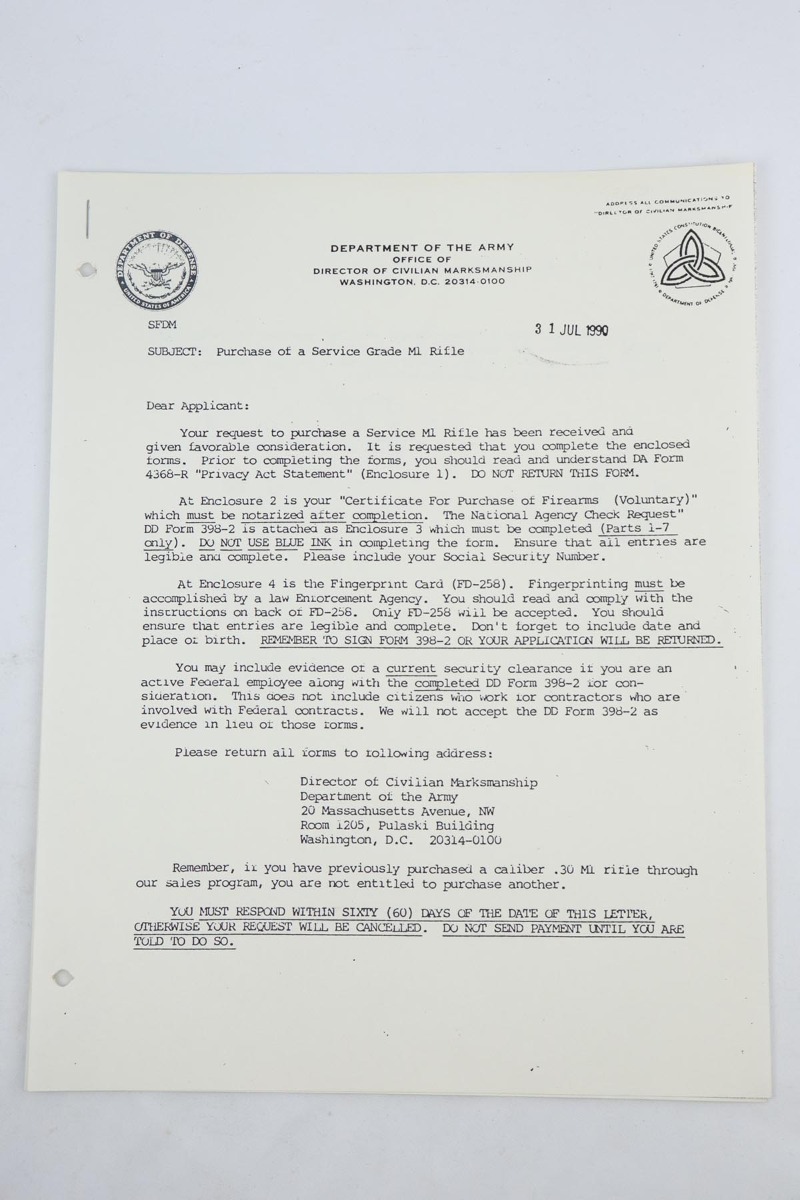 ADDRESS ALL COMMUNICATIONS TO
"DIRECTOR OF CIVILIAN MARKSMANSHIP"
DEPARTMENT OF DEFENSE
UNITED STATES OF AMERICA
DEPARTMENT OF THE ARMY
OFFICE OF
DIRECTOR OF CIVILIAN MARKSMANSHIP
WASHINGTON, D.C. 20314-0100
DEPARTMENT OF DEFENSE
SFDM
31 JUL 1990
SUBJECT: Purchase of a Service Grade M1 Rifle
Dear Applicant:
Your request to purchase a Service M1 Rifle has been received and
given favorable consideration. It is requested that you complete the enclosed
forms. Prior to completing the forms, you should read and understand DA Form
4368-R "Privacy Act Statement" (Enclosure 1). DO NOT RETURN THIS FORM.
At Enclosure 2 is your "Certificate For Purchase of Firearms (Voluntary)"
which must be notarized after completion. The National Agency Check Request"
DD Form 398-2 is attached as Enclosure 3 which must be completed (Parts 1-7
only). DO NOT USE BLUE INK in completing the form. Ensure that all entries are
legible and complete. Please include your Social Security Number.
At Enclosure 4 is the Fingerprint Card (FD-258). Fingerprinting must be
accomplished by a law Enforcement Agency. You should read and comply with the
instructions on back of FD-258. Only FD-258 will be accepted. You should
ensure that entries are legible and complete. Don't forget to include date and
place of birth. REMEMBER TO SIGN FORM 398-2 OR YOUR APPLICATION WILL BE RETURNED.
You may include evidence of a current security clearance if you are an
active Federal employee along with the completed DD Form 398-2 for con-
sideration. This does not include citizens who work for contractors who are
involved with Federal contracts. We will not accept the DD Form 398-2 as
evidence in lieu of those forms.
Please return all forms to following address:
Director of Civilian Marksmanship
Department of the Army
20 Massachusetts Avenue, NW
Room 1205, Pulaski Building
Washington, D.C. 20314-0100
Remember, if you have previously purchased a caliber .30 M1 rifle through
our sales program, you are not entitled to purchase another.
YOU MUST RESPOND WITHIN SIXTY (60) DAYS OF THE DATE OF THIS LETTER,
OTHERWISE YOUR REQUEST WILL BE CANCELLED. DO NOT SEND PAYMENT UNTIL YOU ARE
TOLD TO DO SO.